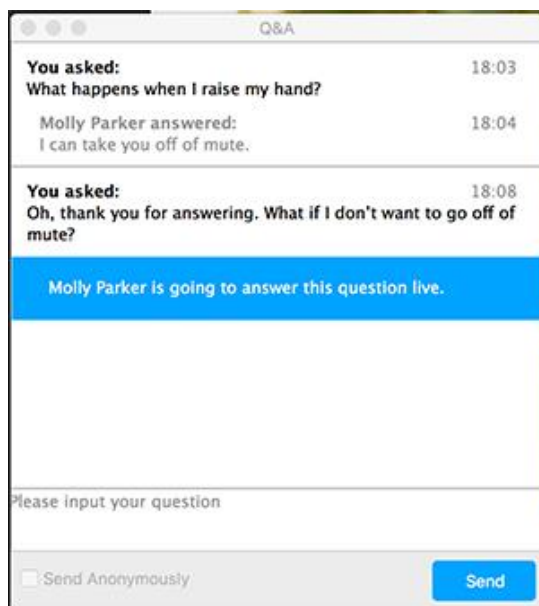 Q&A
You asked: 18:03
What happens when I raise my hand?
Molly Parker answered: 18:04
I can take you off of mute.
You asked: 18:08
Oh, thank you for answering. What if I don't want to go off of
mute?
Molly Parker is going to answer this question live.
Please input your question
Send Anonymously
Send